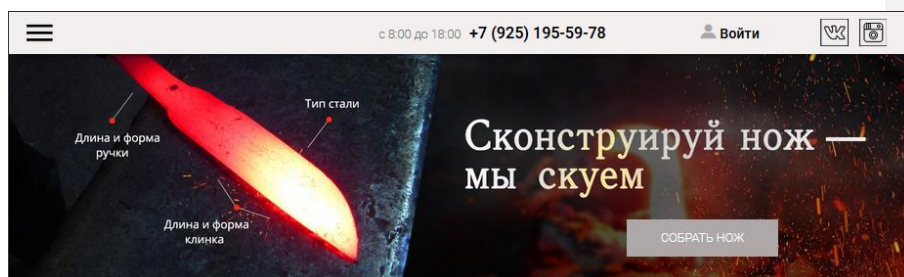 с 8:00 до 18:00 +7 (925) 195-59-78 Войти
Тип стали
Длина и форма
ручки
Длина и форма
клинка
Сконструируй нож —
мы скуем
СОБРАТЬ НОЖ